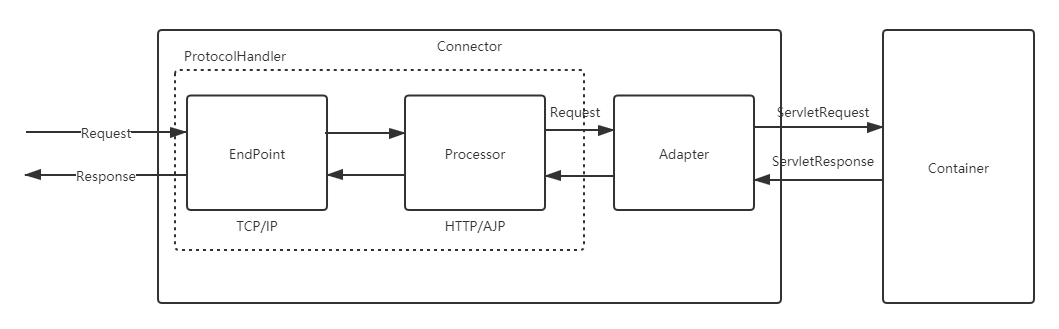 Connector
ProtocolHandler
Request
Response
EndPoint
TCP/IP
Processor
HTTP/AJP
Request
Adapter
ServletRequest
ServletResponse
Container